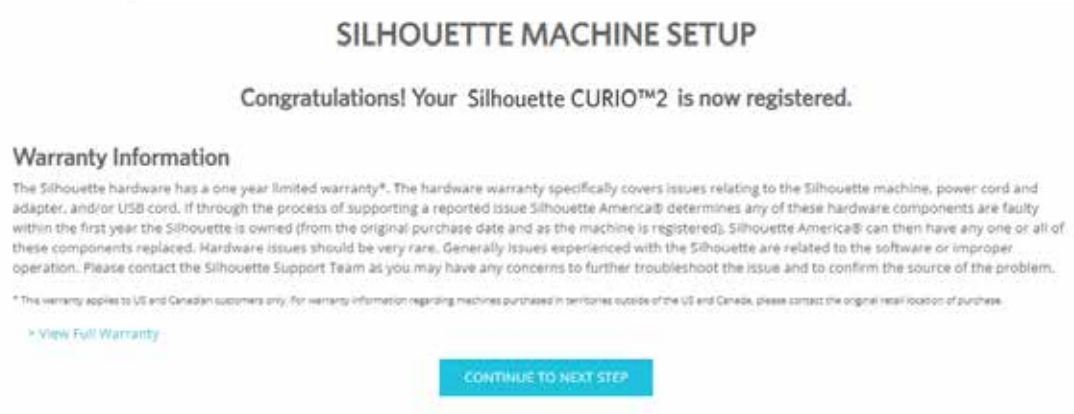 SILHOUETTE MACHINE SETUP
Congratulations! Your Silhouette CURIO™2 is now registered.
Warranty Information
The Silhouette hardware has a one year limited warranty*. The hardware warranty specifically covers issues relating to the Silhouette machine, power cord and
adapter, and/or USB cord. If through the process of supporting a reported issue Silhouette America® determines any of these hardware components are faulty
within the first year the Silhouette is owned (from the original purchase date and as the machine is registered), Silhouette America® can then have any one or all of
these components replaced. Hardware issues should be very rare. Generally issues experienced with the Silhouette are related to the software or improper
operation. Please contact the Silhouette Support Team as you may have any concerns to further troubleshoot the issue and to confirm the source of the problem.
* This warranty applies to US and Canadian customers only. For warranty information regarding machines purchased in territories outside of the US and Canada, please contact the original retail location of purchase.
> View Full Warranty
CONTINUE TO NEXT STEP